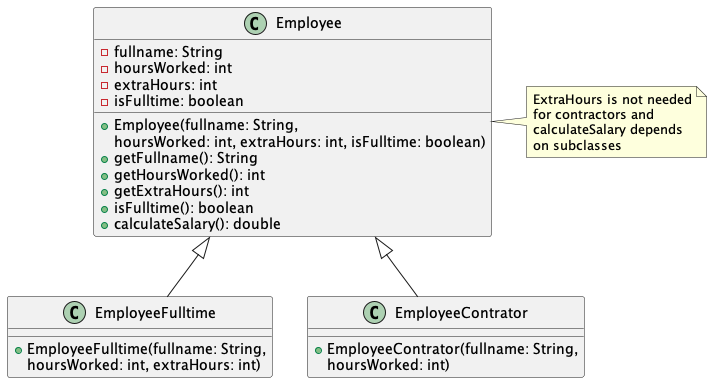 C Employee
fullname: String
hoursWorked: int
extraHours: int
isFulltime: boolean
Employee(fullname: String,
hoursWorked: int, extraHours: int, isFulltime: boolean)
getFullname(): String
getHoursWorked(): int
getExtraHours(): int
isFulltime(): boolean
calculateSalary(): double
ExtraHours is not needed
for contractors and
calculateSalary depends
on subclasses
C EmployeeFulltime
EmployeeFulltime(fullname: String,
hoursWorked: int, extraHours: int)
C EmployeeContrator
EmployeeContrator(fullname: String,
hoursWorked: int)